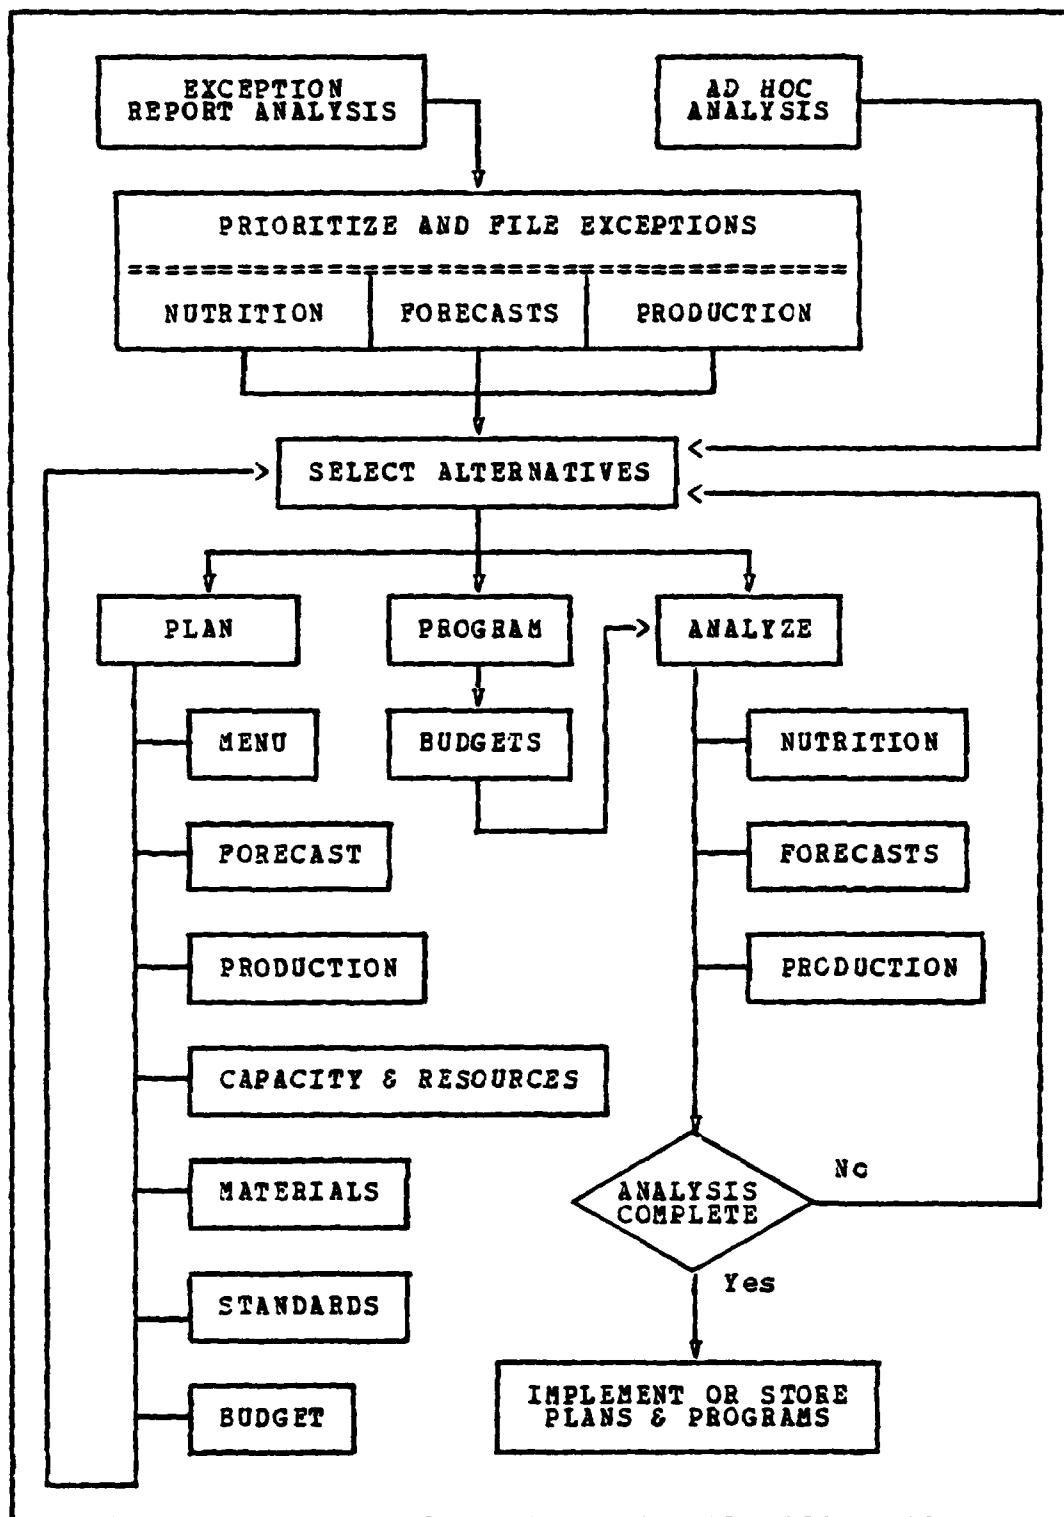 EXCEPTION
REPORT ANALYSIS
AD HOC
ANALYSIS
PRIORITIZE AND FILE EXCEPTIONS
========================================
NUTRITION
FORECASTS
PRODUCTION
SELECT ALTERNATIVES
PLAN
PROGRAM
ANALYZE
MENU
BUDGETS
NUTRITION
FORECAST
FORECASTS
PRODUCTION
PRODUCTION
CAPACITY & RESOURCES
MATERIALS
ANALYSIS
COMPLETE
No
Yes
STANDARDS
IMPLEMENT OR STORE
PLANS & PROGRAMS
BUDGET